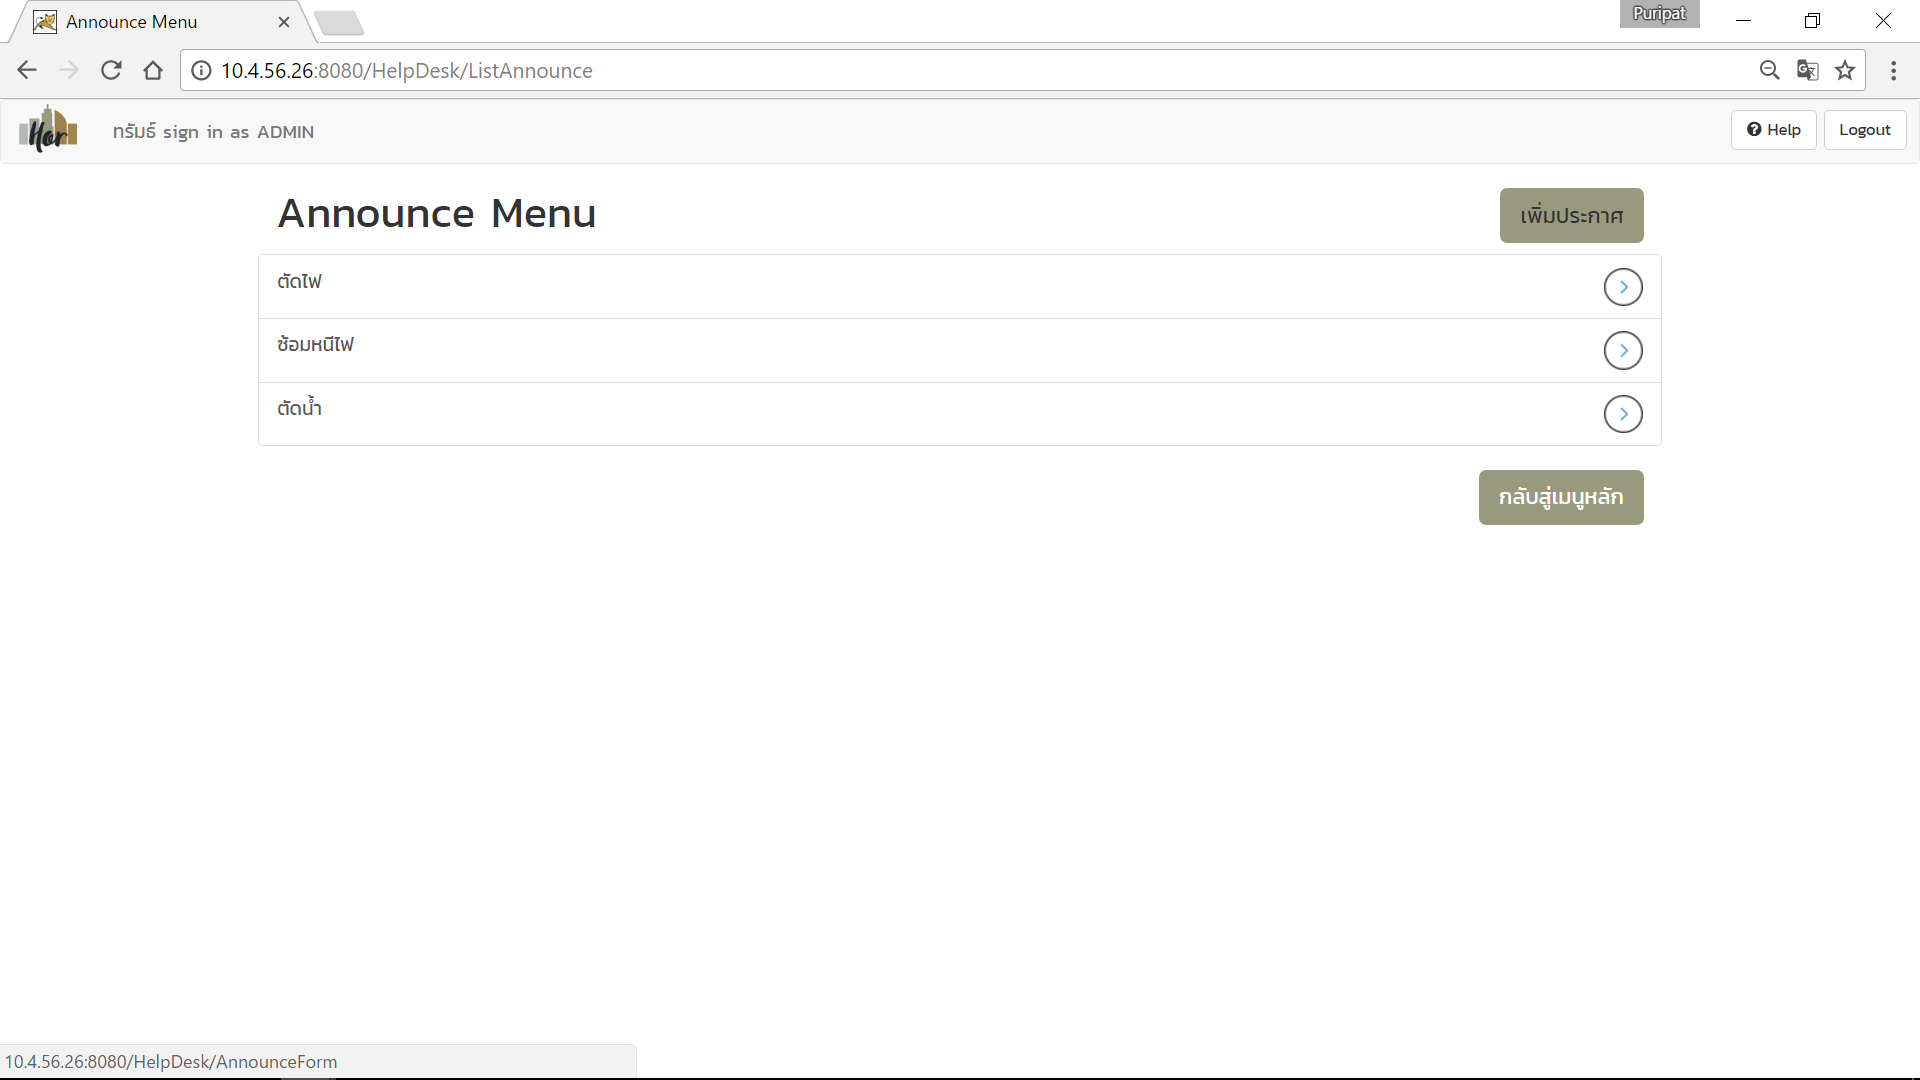 Announce Menu
Puripat
10.4.56.26:8080/HelpDesk/ListAnnounce
Hor
ทรัมธ์ sign in as ADMIN
Help
Logout
Announce Menu
เพิ่มประกาศ
ตัดไฟ
ซ้อมหนีไฟ
ตัดน้ำ
กลับสู่เมนูหลัก
10.4.56.26:8080/HelpDesk/AnnounceForm